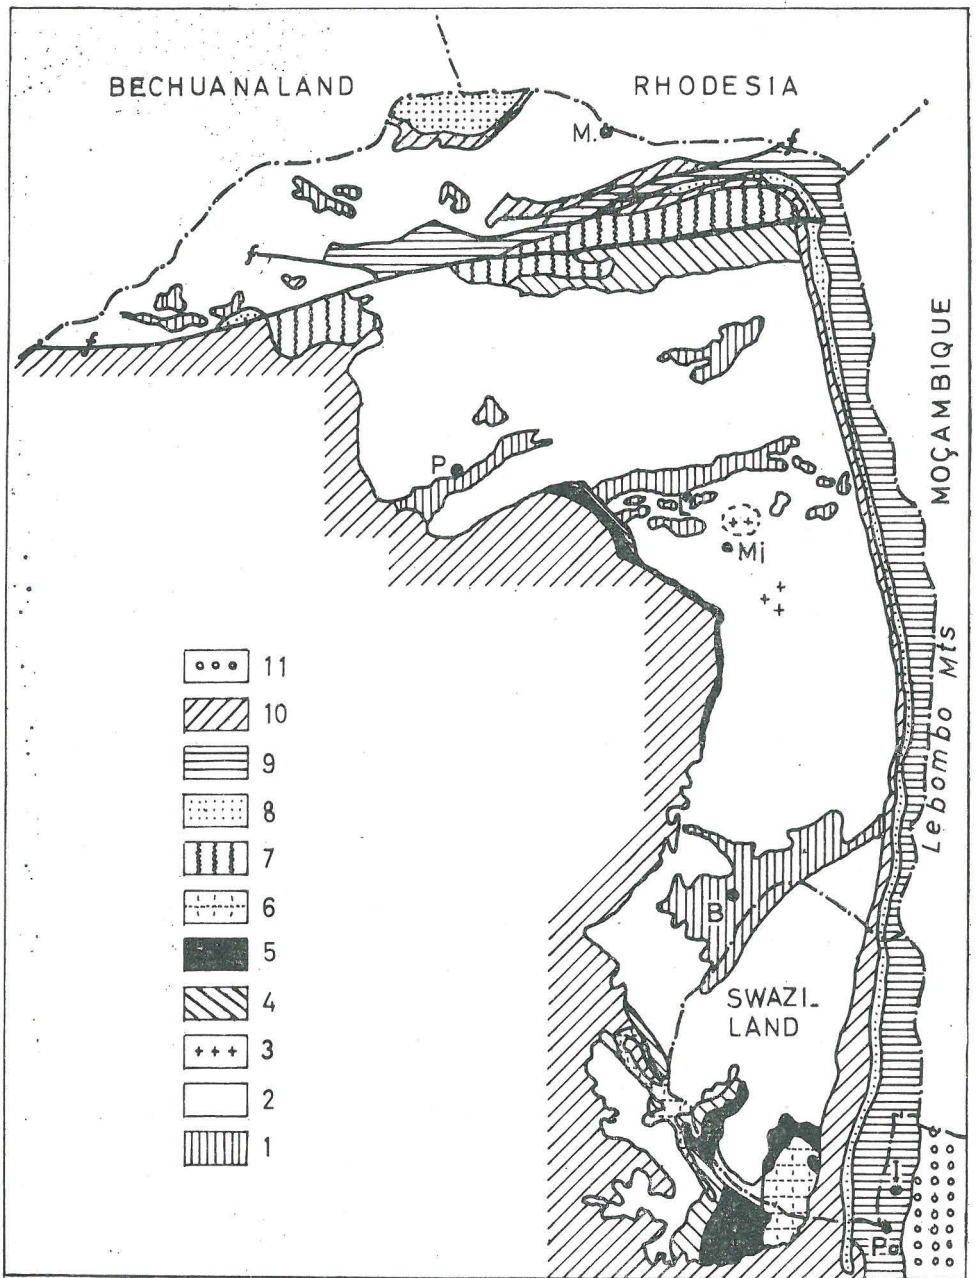 BECHUANALAND
RHODESIA
M.
f
f
f
MOÇAMBIQUE
P
L
Mj
Lebombo Mts
11
10
9
8
7
6
5
4
3
2
1
B
SWAZI_
LAND
I
Po